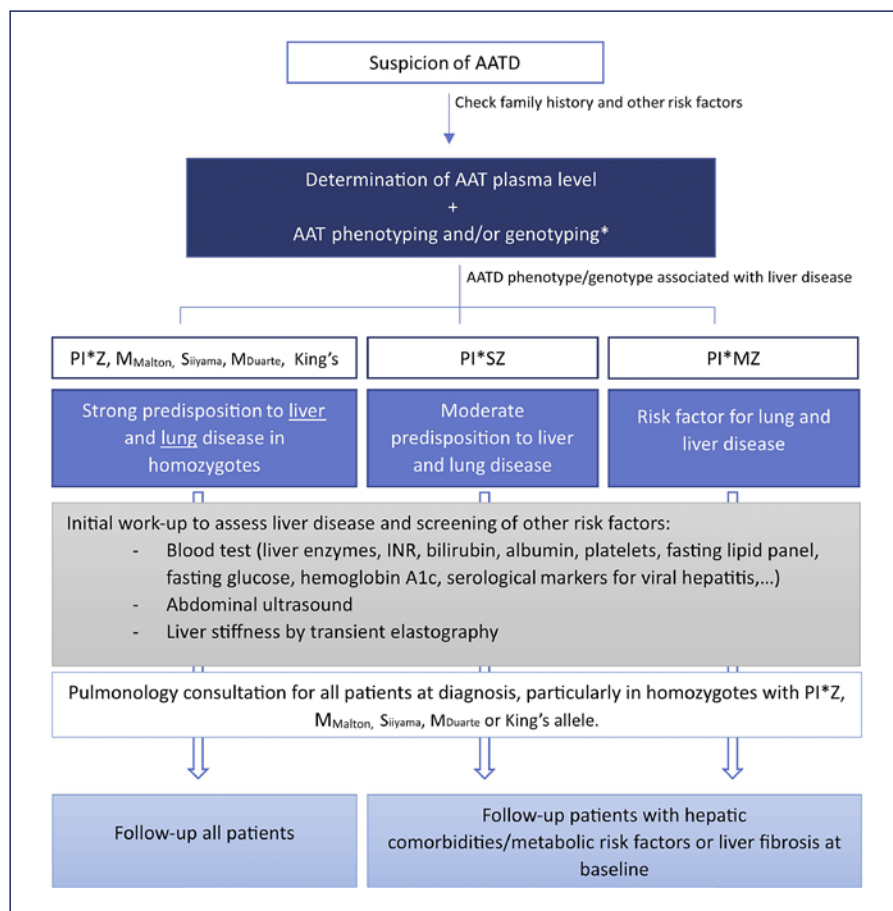 Suspicion of AATD
Check family history and other risk factors
Determination of AAT plasma level
+
AAT phenotyping and/or genotyping*
AATD phenotype/genotype associated with liver disease
PI*Z, MMalton, Siiyama, MDuarte, King's
Strong predisposition to liver
and lung disease in
homozygotes
PI*SZ
Moderate
predisposition to liver
and lung disease
PI*MZ
Risk factor for lung and
liver disease
Initial work-up to assess liver disease and screening of other risk factors:
- Blood test (liver enzymes, INR, bilirubin, albumin, platelets, fasting lipid panel,
fasting glucose, hemoglobin A1c, serological markers for viral hepatitis,...)
- Abdominal ultrasound
- Liver stiffness by transient elastography
Pulmonology consultation for all patients at diagnosis, particularly in homozygotes with PI*Z,
MMalton, Siiyama, MDuarte or King's allele.
Follow-up all patients
Follow-up patients with hepatic
comorbidities/metabolic risk factors or liver fibrosis at
baseline